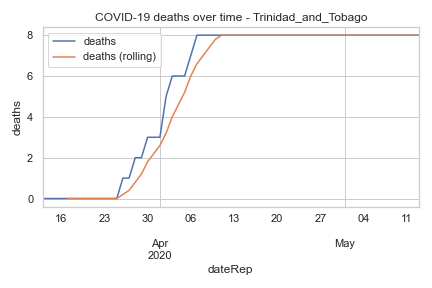 COVID-19 deaths over time - Trinidad_and_Tobago
deaths
deaths (rolling)
8
6
4
2
0
deaths
16 23 30 06 13 20 27 04 11
Apr May
2020
dateRep